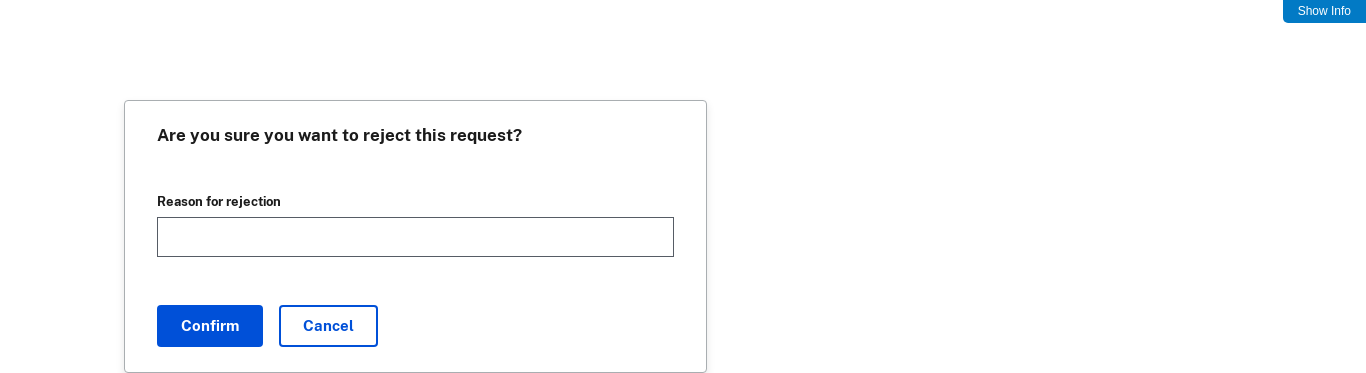 Show Info
Are you sure you want to reject this request?
Reason for rejection
Confirm
Cancel